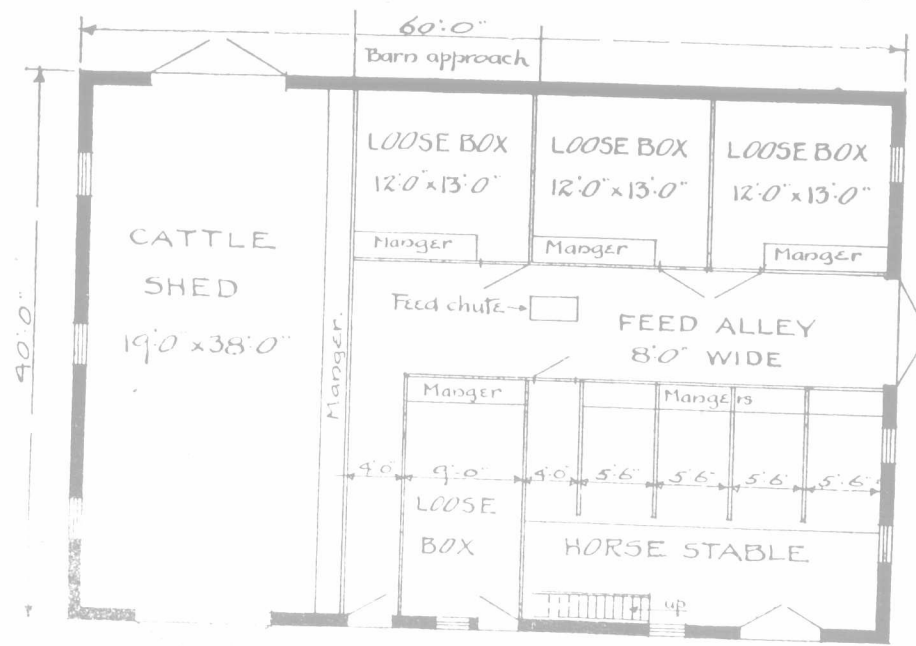 60'-0"
Barn approach
40'-0"
CATTLE
SHED
19'-0" x 38'-0"
Manger.
LOOSE BOX
12'-0" x 13'-0"
Manger
LOOSE BOX
12'-0" x 13'-0"
Manger
LOOSE BOX
12'-0" x 13'-0"
Manger
Feed chute
FEED ALLEY
8'-0" WIDE
Manger
Mangers
4'-0"
9'-0"
4'-0"
5'-6"
5'-6"
5'-6"
5'-6"
LOOSE
BOX
HORSE STABLE
up